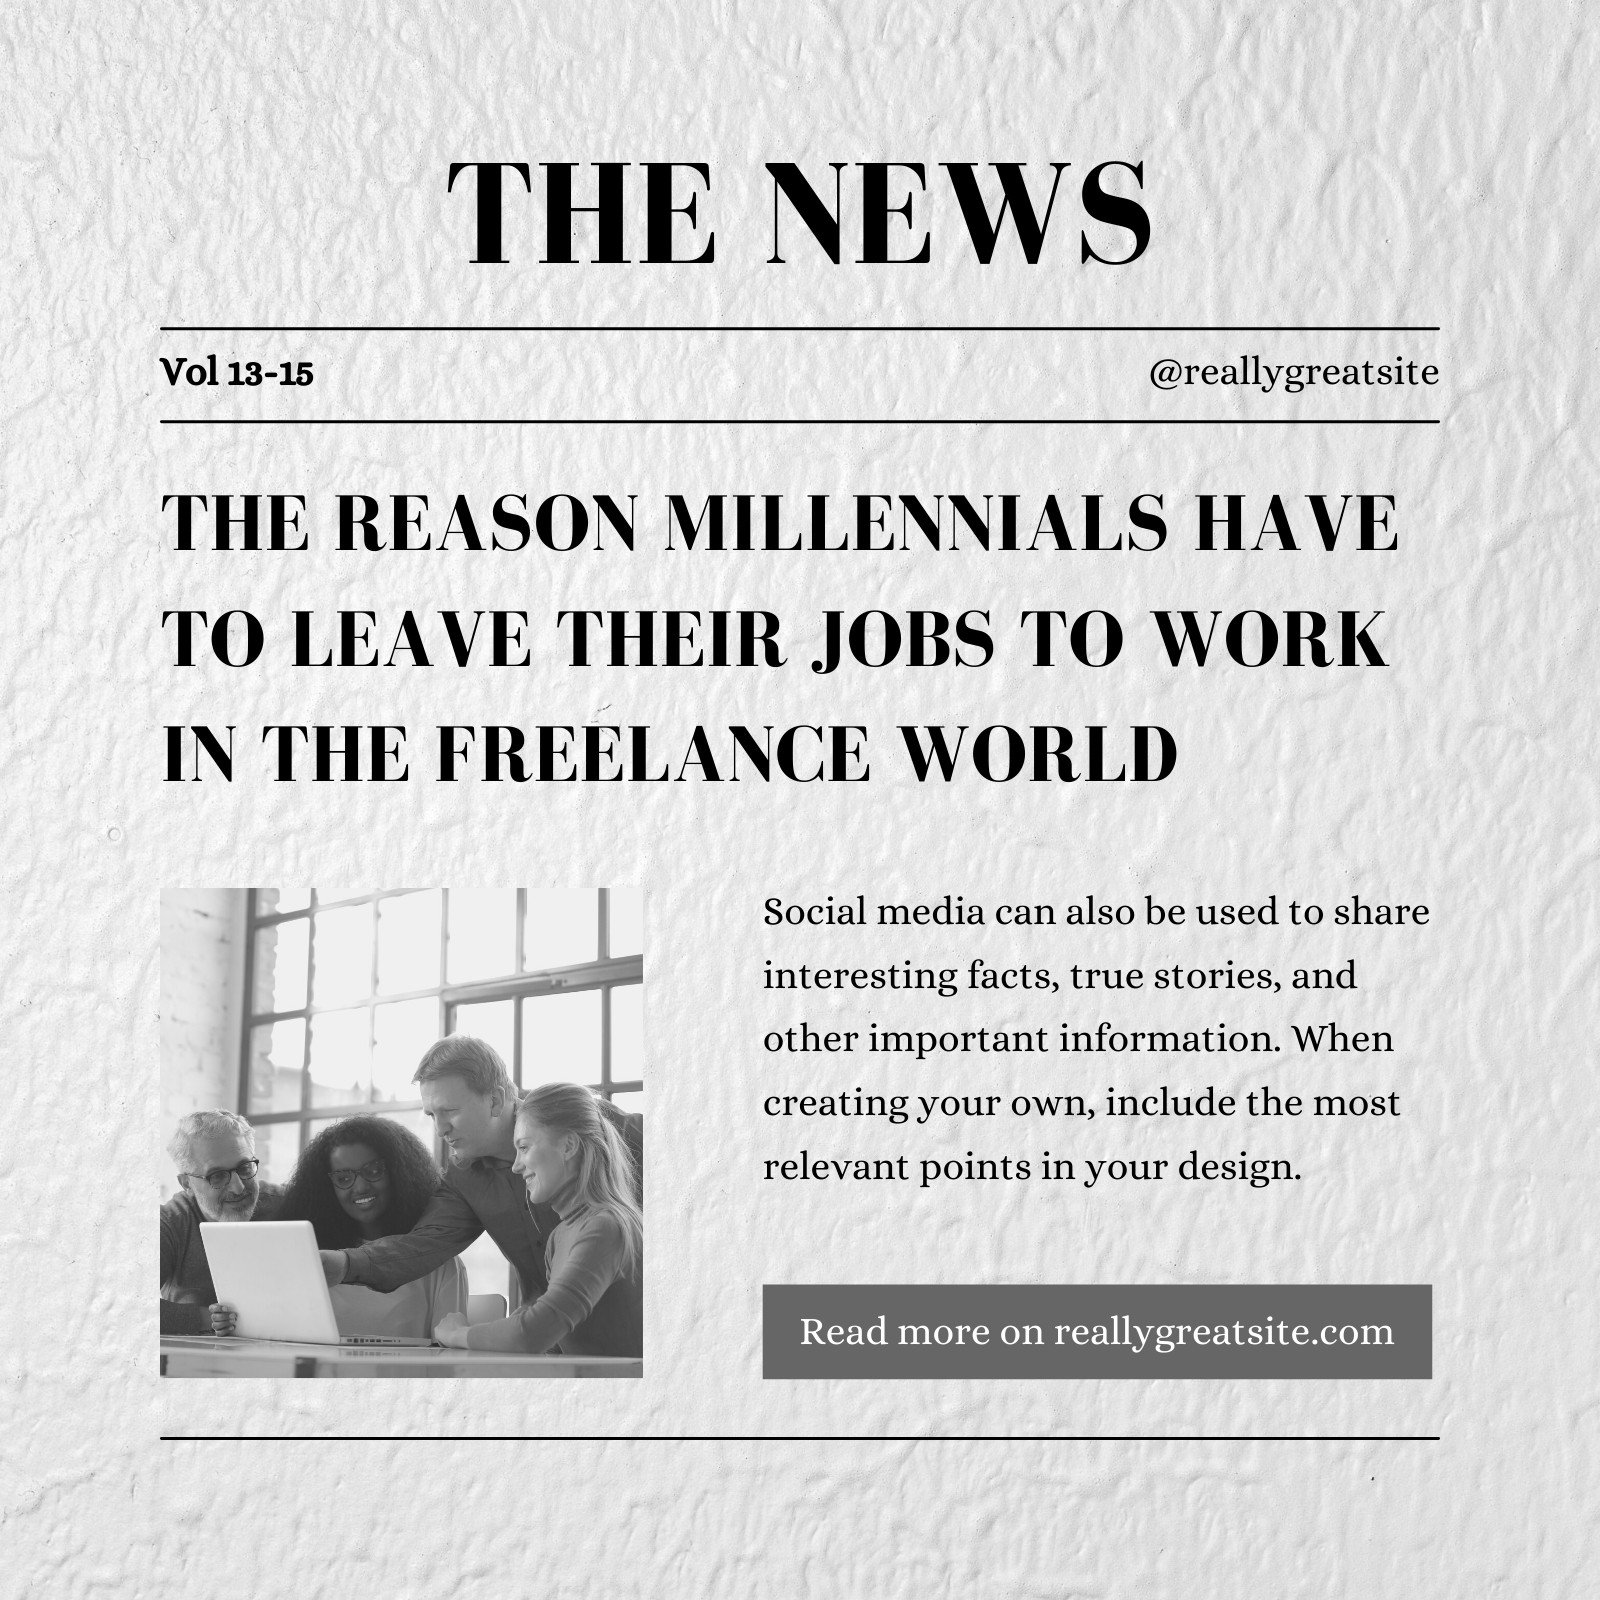 THE NEWS
Vol 13-15
@reallygreatsite
THE REASON MILLENNIALS HAVE
TO LEAVE THEIR JOBS TO WORK
IN THE FREELANCE WORLD
Social media can also be used to share
interesting facts, true stories, and
other important information. When
creating your own, include the most
relevant points in your design.
Read more on reallygreatsite.com